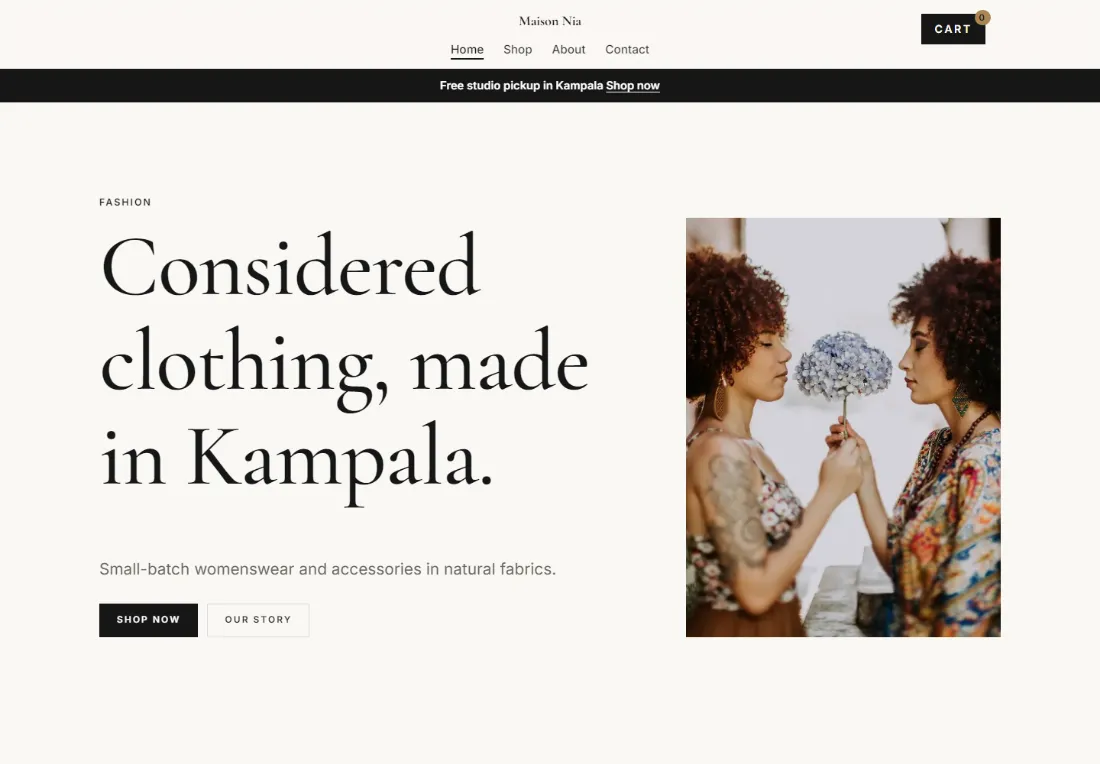 Maison Nia
CART
0
Home
Shop
About
Contact
Free studio pickup in Kampala Shop now
FASHION
Considered
clothing, made
in Kampala.
Small-batch womenswear and accessories in natural fabrics.
SHOP NOW
OUR STORY